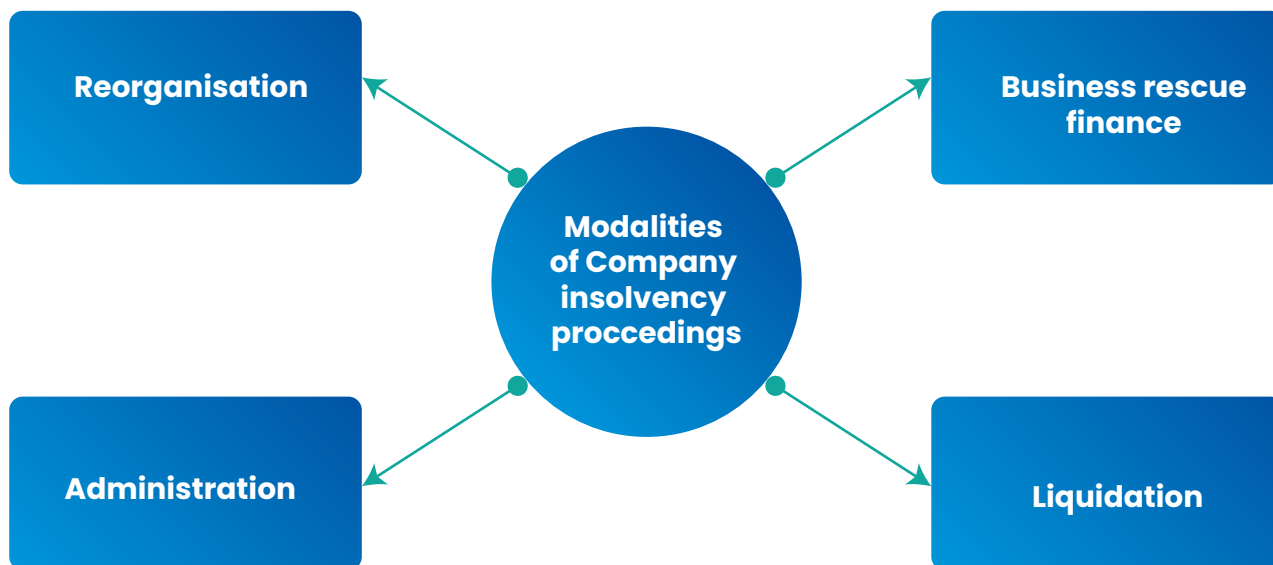 Reorganisation
Business rescue
finance
Modalities
of Company
insolvency
proccedings
Administration
Liquidation